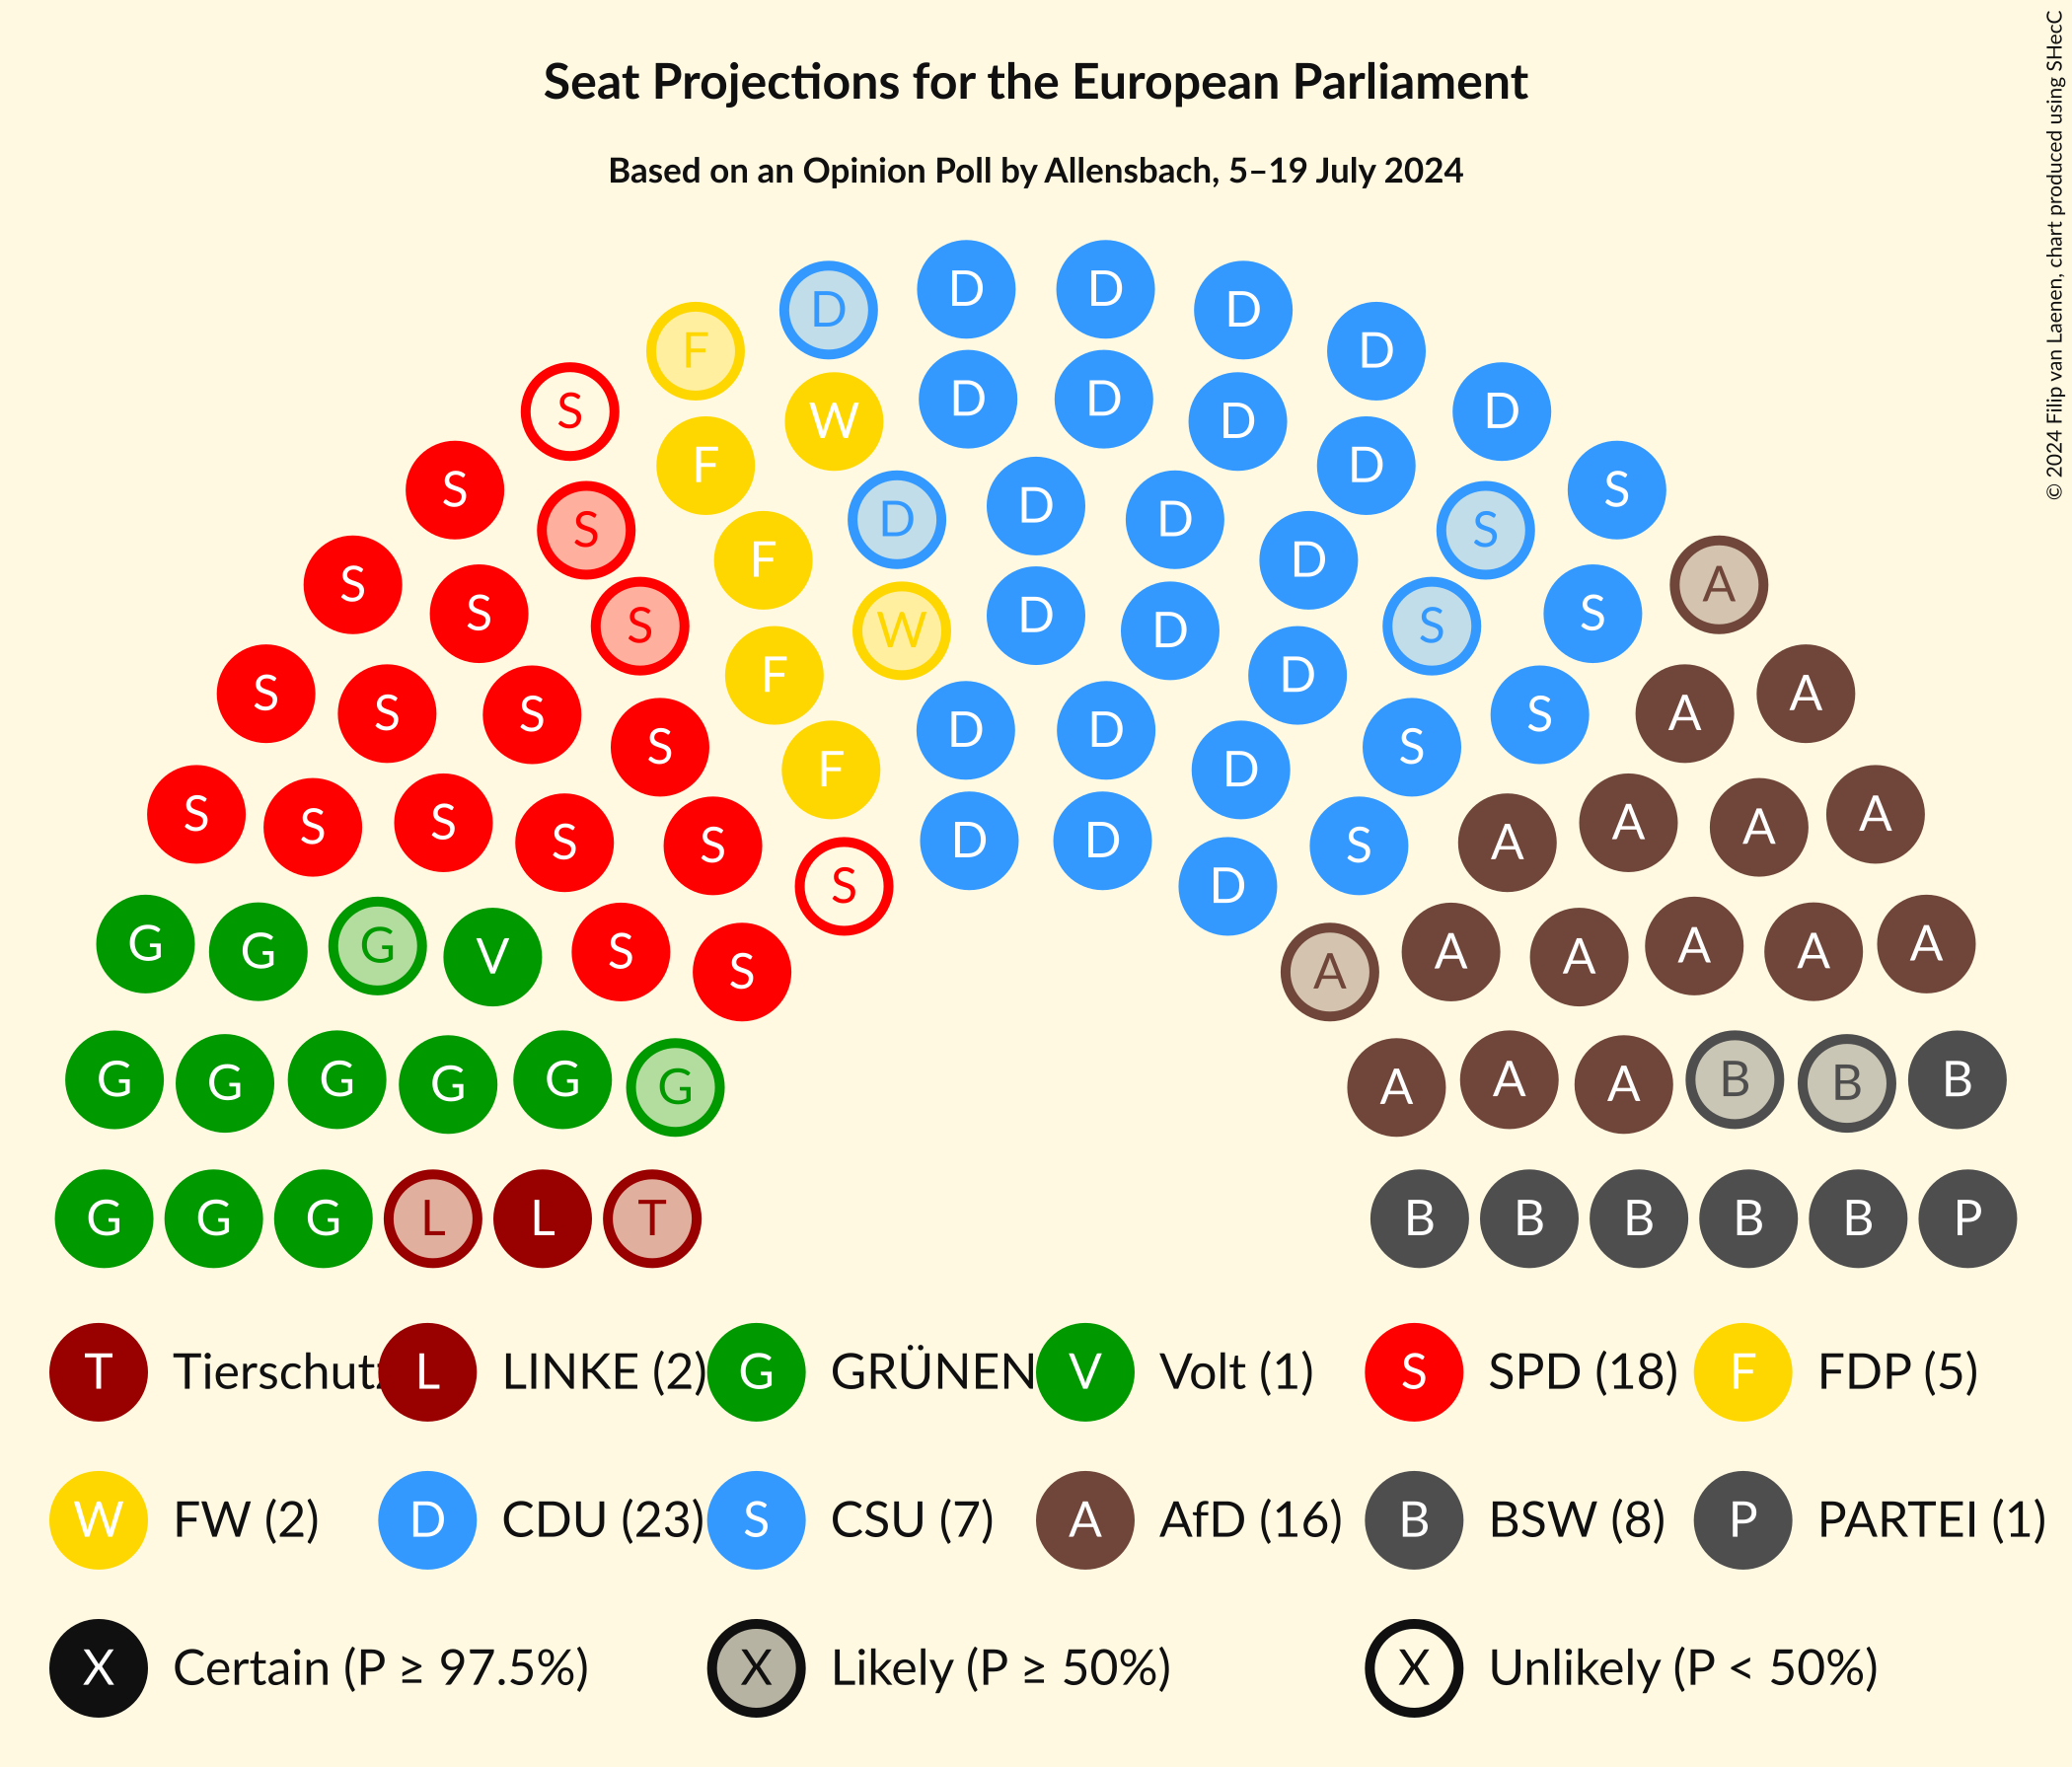 Seat Projections for the European Parliament
Based on an Opinion Poll by Allensbach, 5–19 July 2024
© 2024 Filip van Laenen, chart produced using SHecC
D D
D D
F D
D D
S D
W D
F D
S S
D
D D
S S
F D
S A
S D S
S W D S
F D
S A
S S S A
D D
S S
F D
S A
S S A A
S S D D S A
S D
G G G V S A A A A A
S A
G G G G G G A A A B B B
G G G L L T B B B B B P
T Tierschut L LINKE (2) G GRÜNEN V Volt (1) S SPD (18) F FDP (5)
W FW (2) D CDU (23) S CSU (7) A AfD (16) B BSW (8) P PARTEI (1)
X Certain (P ≥ 97.5%) X Likely (P ≥ 50%) X Unlikely (P < 50%)